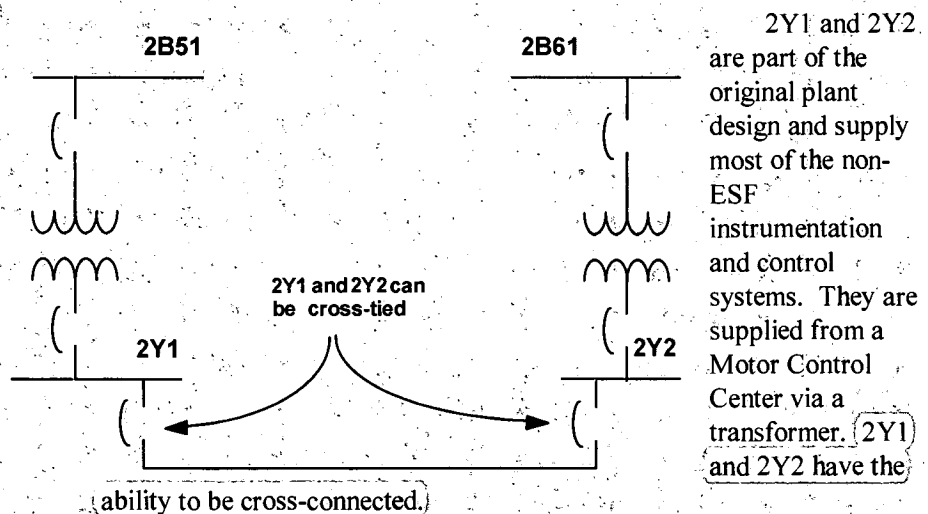 2B51
2B61
2Y1 and 2Y2 can
be cross-tied
2Y1
2Y2
2Y1 and 2Y2
are part of the
original plant
design and supply
most of the non-
ESF
instrumentation
and control
systems. They are
supplied from a
Motor Control
Center via a
transformer. 2Y1
and 2Y2 have the
ability to be cross-connected.